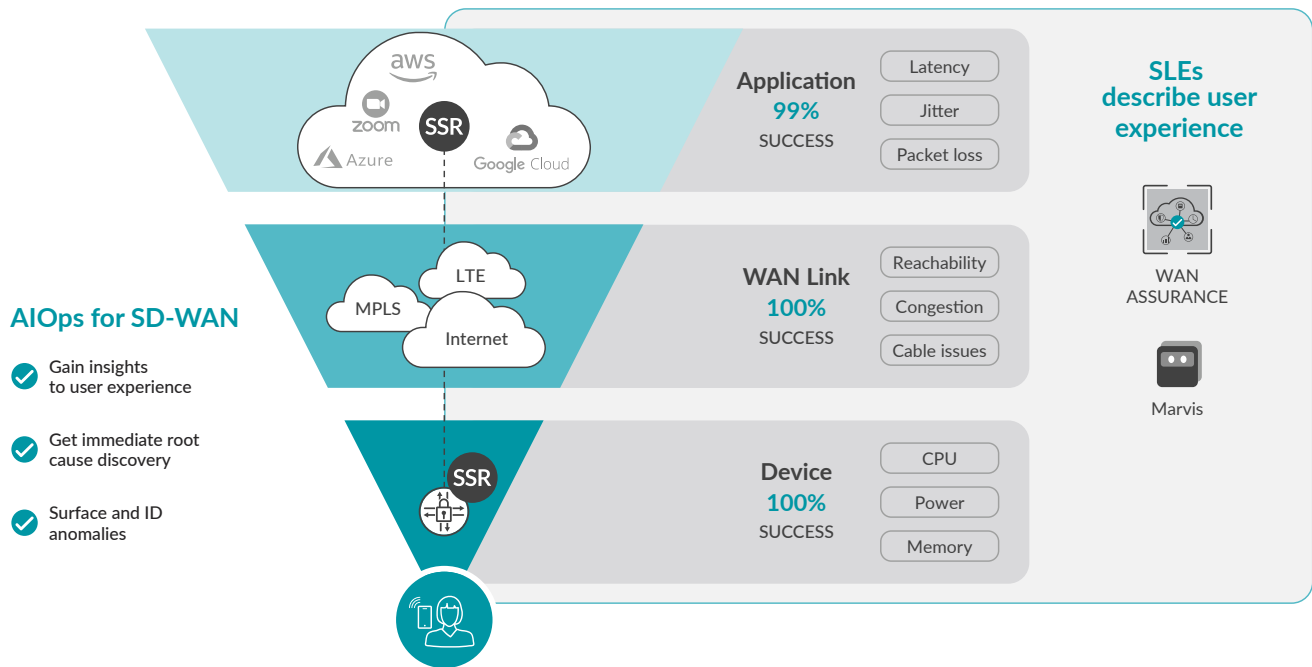 AIOps for SD-WAN
Gain insights
to user experience
Get immediate root
cause discovery
Surface and ID
anomalies
aws
zoom
SSR
Azure
Google Cloud
Application
99%
SUCCESS
Latency
Jitter
Packet loss
LTE
MPLS
Internet
WAN Link
100%
SUCCESS
Reachability
Congestion
Cable issues
SSR
Device
100%
SUCCESS
CPU
Power
Memory
SLEs
describe user
experience
WAN
ASSURANCE
Marvis